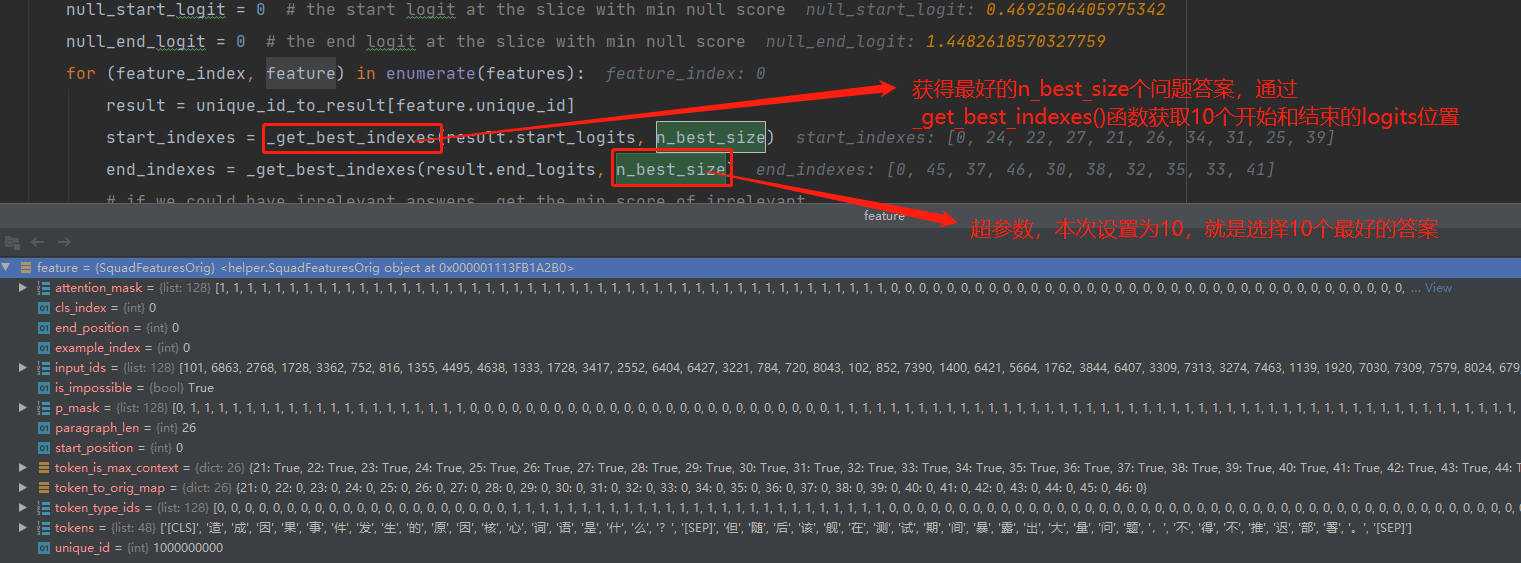 null_start_logit = 0  # the start logit at the slice with min null score  null_start_logit: 0.4692504405975342
null_end_logit = 0  # the end logit at the slice with min null score  null_end_logit: 1.4482618570327759
for (feature_index, feature) in enumerate(features):  feature_index: 0
获得最好的n_best_size个问题答案，通过
result = unique_id_to_result[feature.unique_id]
_get_best_indexes()函数获取10个开始和结束的logits位置
start_indexes = _get_best_indexes(result.start_logits, n_best_size)  start_indexes: [0, 24, 22, 27, 21, 26, 34, 31, 25, 39]
end_indexes = _get_best_indexes(result.end_logits, n_best_size)  end_indexes: [0, 45, 37, 46, 30, 38, 32, 35, 33, 41]
# if we could have irrelevant answers, get the min score of irrelevant
feature
超参数，本次设置为10，就是选择10个最好的答案
feature = {SquadFeaturesOrig} <helper.SquadFeaturesOrig object at 0x000001113FB1A2B0>
attention_mask = {list: 128} [1, 1, 1, 1, 1, 1, 1, 1, 1, 1, 1, 1, 1, 1, 1, 1, 1, 1, 1, 1, 1, 1, 1, 1, 1, 1, 1, 1, 1, 1, 1, 1, 1, 1, 1, 1, 1, 1, 1, 1, 1, 1, 1, 1, 1, 1, 1, 1, 0, 0, 0, 0, 0, 0, 0, 0, 0, 0, 0, 0, 0, 0, 0, 0, 0, 0, 0, 0, 0, 0, 0, 0, 0, 0, 0, 0, 0, 0, 0, 0, 0, 0, 0, 0, 0, ... View
cls_index = {int} 0
end_position = {int} 0
example_index = {int} 0
input_ids = {list: 128} [101, 6863, 2768, 1728, 3362, 752, 816, 1355, 4495, 4638, 1333, 1728, 3417, 2552, 6404, 6427, 3221, 784, 720, 8043, 102, 852, 7390, 1400, 6421, 5664, 1762, 3844, 6407, 3309, 7313, 3274, 7463, 1139, 1920, 7030, 7309, 7579, 8024, 679,
is_impossible = {bool} True
p_mask = {list: 128} [0, 1, 1, 1, 1, 1, 1, 1, 1, 1, 1, 1, 1, 1, 1, 1, 1, 1, 1, 1, 1, 0, 0, 0, 0, 0, 0, 0, 0, 0, 0, 0, 0, 0, 0, 0, 0, 0, 0, 0, 0, 0, 0, 0, 0, 0, 0, 1, 1, 1, 1, 1, 1, 1, 1, 1, 1, 1, 1, 1, 1, 1, 1, 1, 1, 1, 1, 1, 1, 1, 1, 1, 1, 1, 1, 1, 1, 1, 1, 1, 1, 1, 1, 1, 1, 1, 1, 1, 1, 1, 1, 1, 1, 1, 1,
paragraph_len = {int} 26
start_position = {int} 0
token_is_max_context = {dict: 26} {21: True, 22: True, 23: True, 24: True, 25: True, 26: True, 27: True, 28: True, 29: True, 30: True, 31: True, 32: True, 33: True, 34: True, 35: True, 36: True, 37: True, 38: True, 39: True, 40: True, 41: True, 42: True, 43: True, 44: T
token_to_orig_map = {dict: 26} {21: 0, 22: 0, 23: 0, 24: 0, 25: 0, 26: 0, 27: 0, 28: 0, 29: 0, 30: 0, 31: 0, 32: 0, 33: 0, 34: 0, 35: 0, 36: 0, 37: 0, 38: 0, 39: 0, 40: 0, 41: 0, 42: 0, 43: 0, 44: 0, 45: 0, 46: 0}
token_type_ids = {list: 128} [0, 0, 0, 0, 0, 0, 0, 0, 0, 0, 0, 0, 0, 0, 0, 0, 0, 0, 0, 0, 0, 1, 1, 1, 1, 1, 1, 1, 1, 1, 1, 1, 1, 1, 1, 1, 1, 1, 1, 1, 1, 1, 1, 1, 1, 1, 1, 1, 0, 0, 0, 0, 0, 0, 0, 0, 0, 0, 0, 0, 0, 0, 0, 0, 0, 0, 0, 0, 0, 0, 0, 0, 0, 0, 0, 0, 0, 0, 0, 0, 0, 0, 0, 0, 0, 0, 0, 0, 0, 0, 0, 0,
tokens = {list: 48} ['[CLS]', '造', '成', '因', '果', '事', '件', '发', '生', '的', '原', '因', '核', '心', '词', '语', '是', '什', '么', '？', '[SEP]', '但', '随', '后', '该', '舰', '在', '测', '试', '期', '间', '暴', '露', '出', '大', '量', '问', '题', '，', '不', '得', '不', '推', '迟', '部', '署', '。', '[SEP]']
unique_id = {int} 1000000000